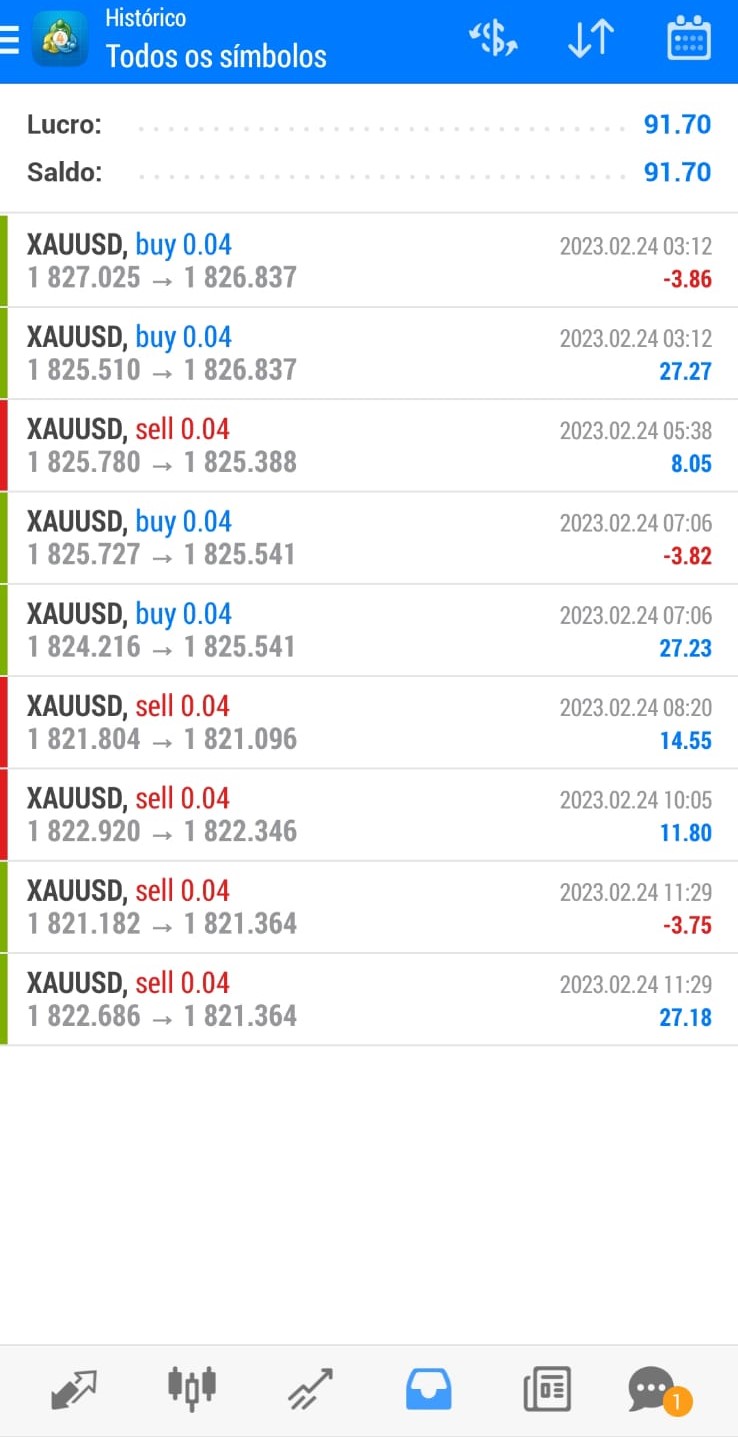 Histórico
Todos os símbolos
Lucro: 91.70
Saldo: 91.70
XAUUSD, buy 0.04 2023.02.24 03:12
1 827.025 → 1 826.837 -3.86
XAUUSD, buy 0.04 2023.02.24 03:12
1 825.510 → 1 826.837 27.27
XAUUSD, sell 0.04 2023.02.24 05:38
1 825.780 → 1 825.388 8.05
XAUUSD, buy 0.04 2023.02.24 07:06
1 825.727 → 1 825.541 -3.82
XAUUSD, buy 0.04 2023.02.24 07:06
1 824.216 → 1 825.541 27.23
XAUUSD, sell 0.04 2023.02.24 08:20
1 821.804 → 1 821.096 14.55
XAUUSD, sell 0.04 2023.02.24 10:05
1 822.920 → 1 822.346 11.80
XAUUSD, sell 0.04 2023.02.24 11:29
1 821.182 → 1 821.364 -3.75
XAUUSD, sell 0.04 2023.02.24 11:29
1 822.686 → 1 821.364 27.18
1